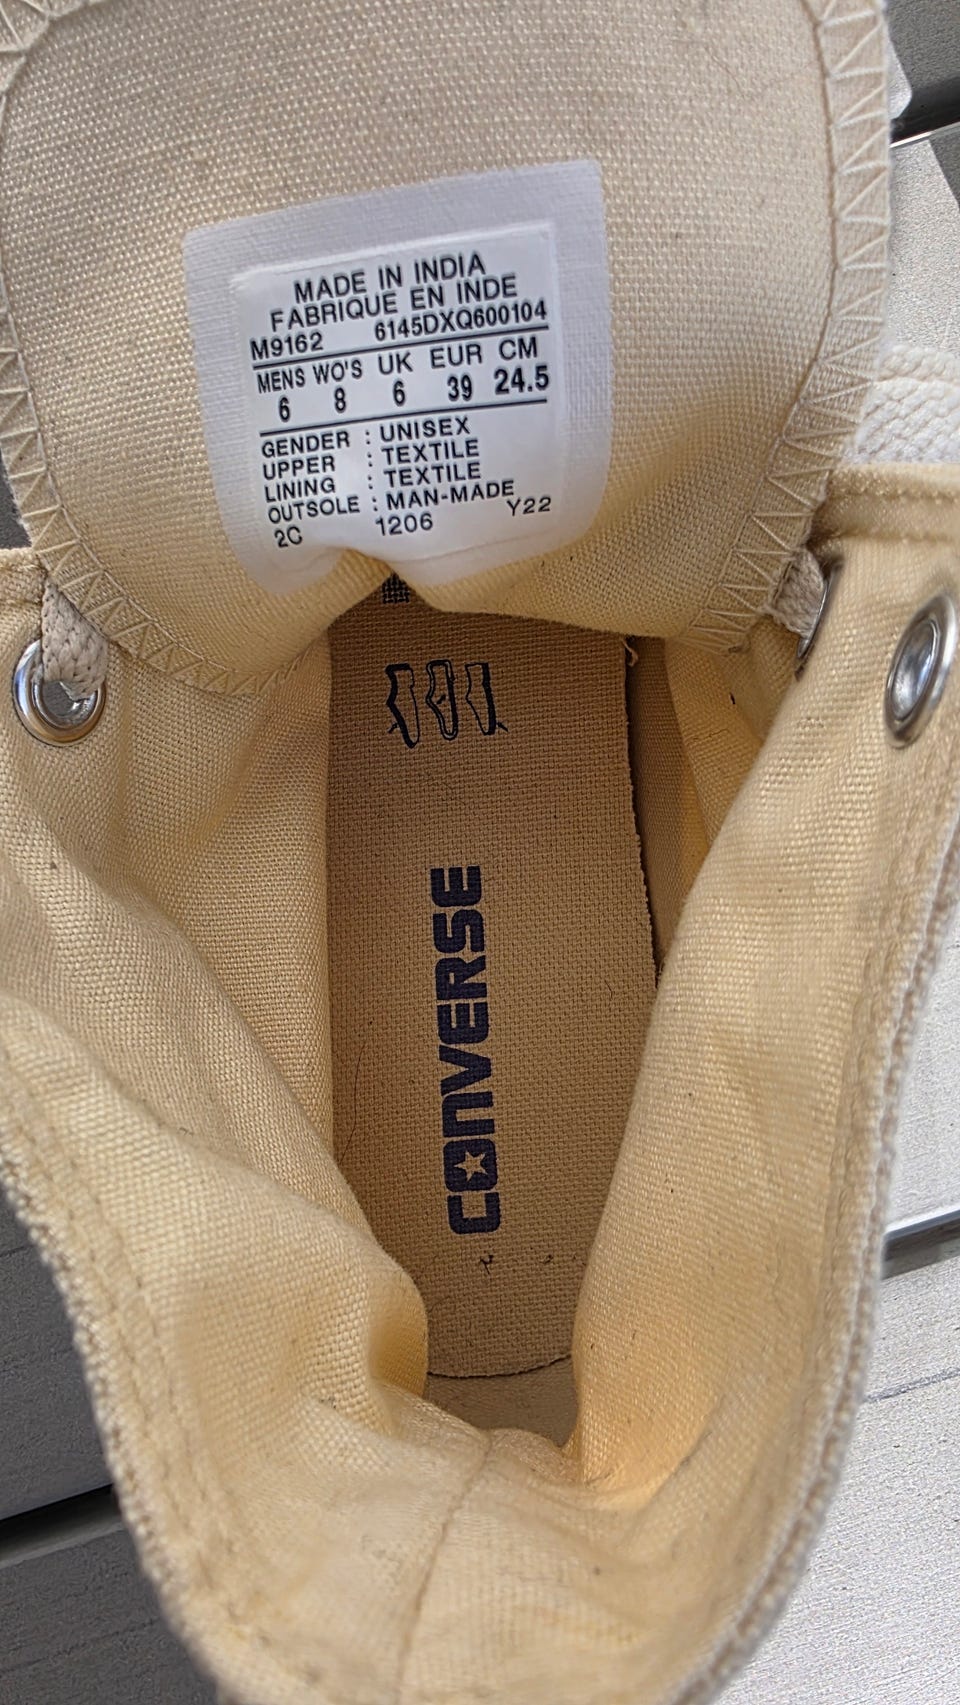 MADE IN INDIA
FABRIQUE EN INDE
M9162 6145DXQ600104
MENS WO'S UK EUR CM
6 8 6 39 24.5
GENDER : UNISEX
UPPER : TEXTILE
LINING : TEXTILE
OUTSOLE : MAN-MADE
2C 1206 Y22
CONVERSE